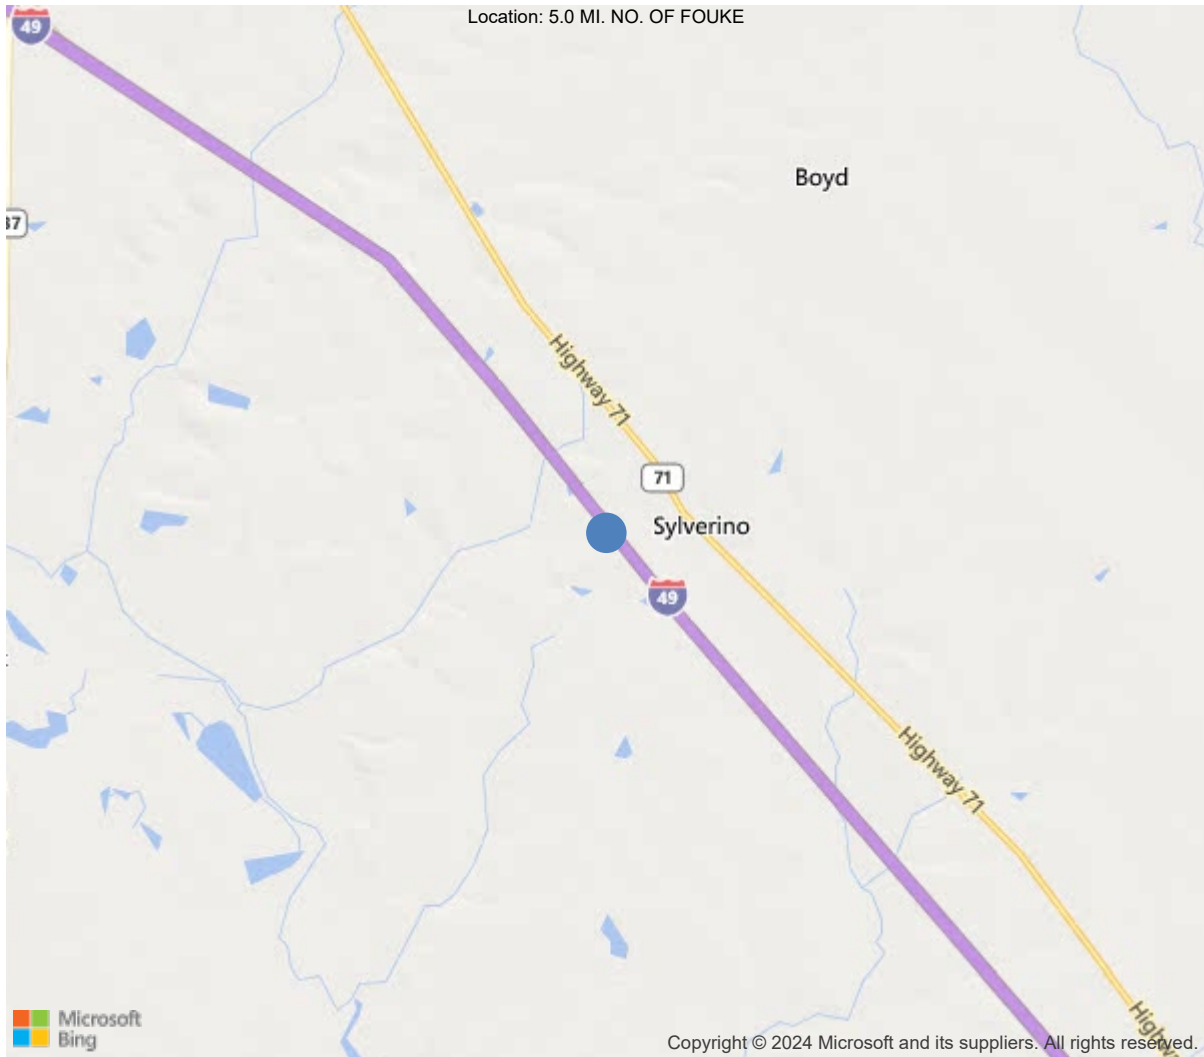 Location: 5.0 MI. NO. OF FOUKE
49
Boyd
37
Highway 71
71
Sylverino
49
Highway 71
Highw
Microsoft
Bing
Copyright © 2024 Microsoft and its suppliers. All rights reserved.